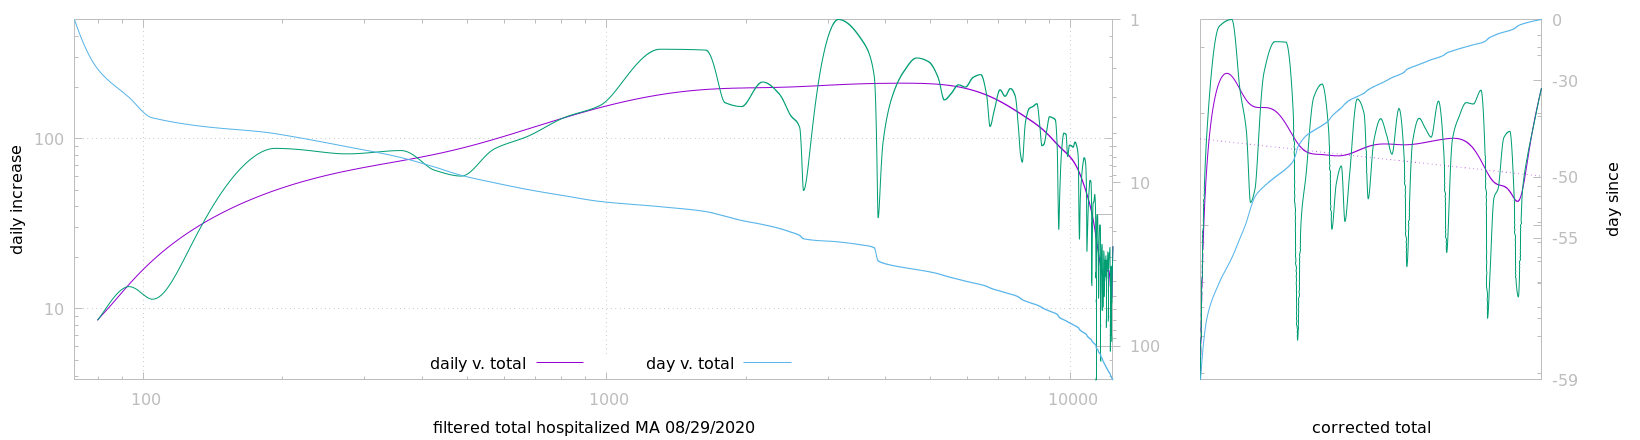 daily increase
100
10
daily v. total
day v. total
100
1000
10000
filtered total hospitalized MA 08/29/2020
1
10
100
0
-30
-50
-55
-59
day since
corrected total